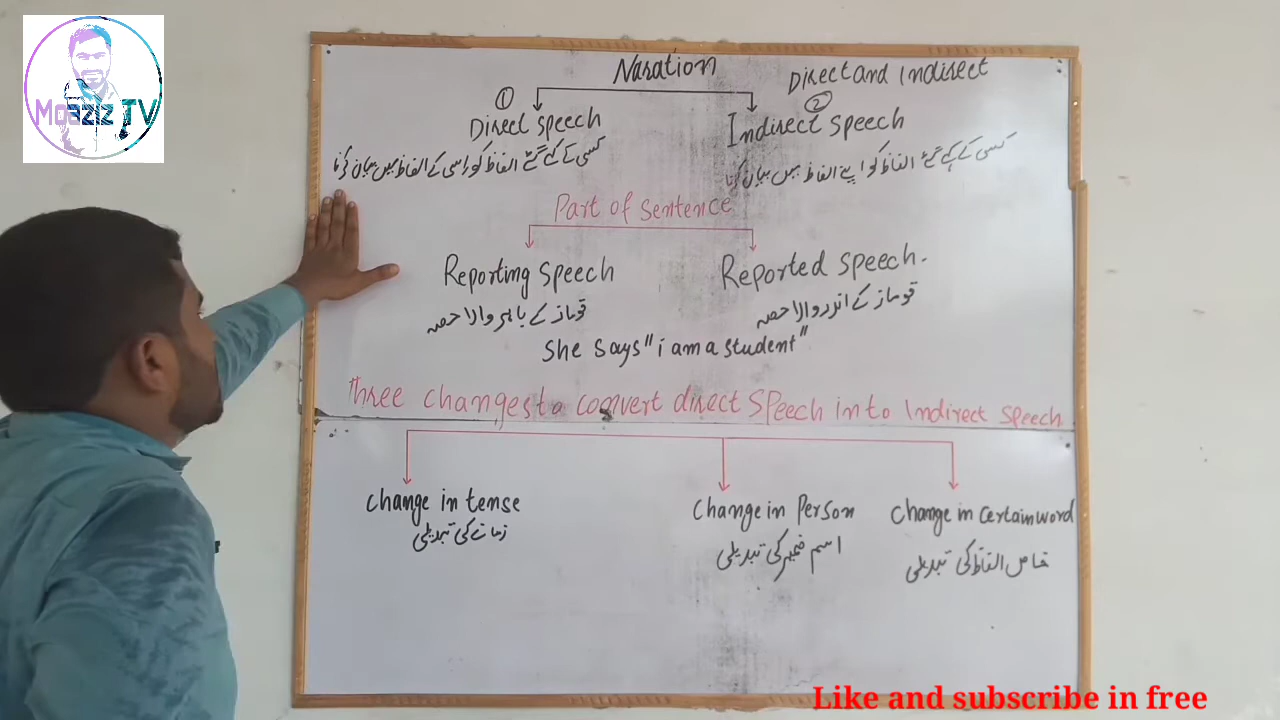 Moaziz TV
Naration
Direct and Indirect
① ②
Direct speech
Indirect speech
کسی کے کہے گئے الفاظ کو اسی کے الفاظ میں بیان کرنا
کسی کے کہے گئے الفاظ کو اپنے الفاظ میں بیان کرنا
Part of sentence
Reporting speech
Reported speech.
قوماز کے باہر والا حصہ
قوماز کے اندر والا حصہ
She says "i am a student"
Three changes to convert direct speech into Indirect speech
Change in tense
Change in Person
Change in certain word
زمانے کی تبدیلی
اسم ضمیر کی تبدیلی
خاص الفاظ کی تبدیلی
Like and subscribe in free